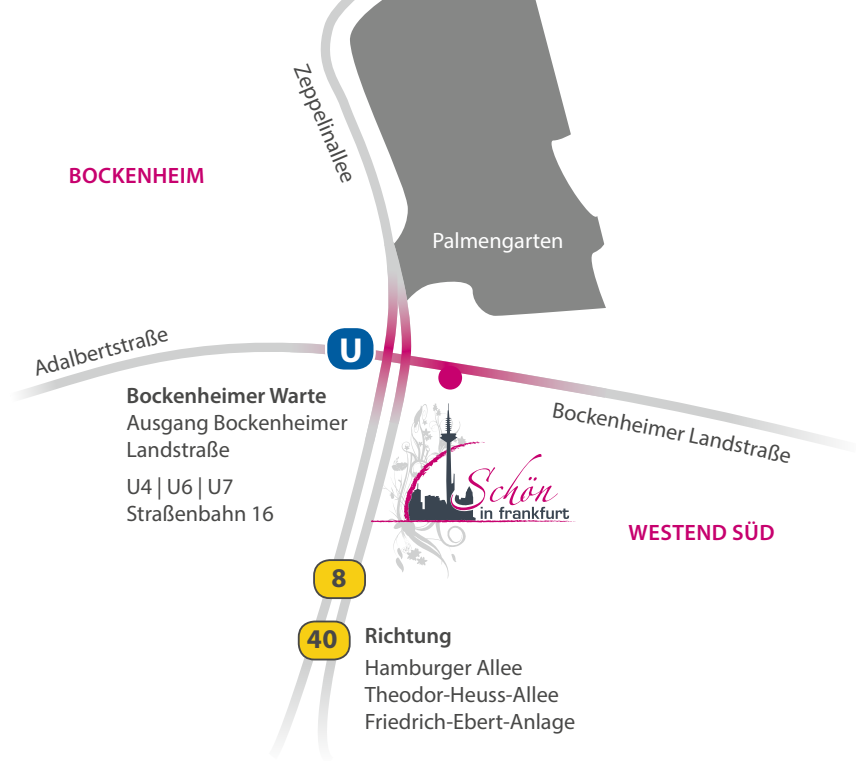 Zeppelinallee
BOCKENHEIM
Palmengarten
Adalbertstraße
U
Bockenheimer Warte
Ausgang Bockenheimer
Landstraße
U4 | U6 | U7
Straßenbahn 16
Bockenheimer Landstraße
Schön
in frankfurt
WESTEND SÜD
8
40
Richtung
Hamburger Allee
Theodor-Heuss-Allee
Friedrich-Ebert-Anlage